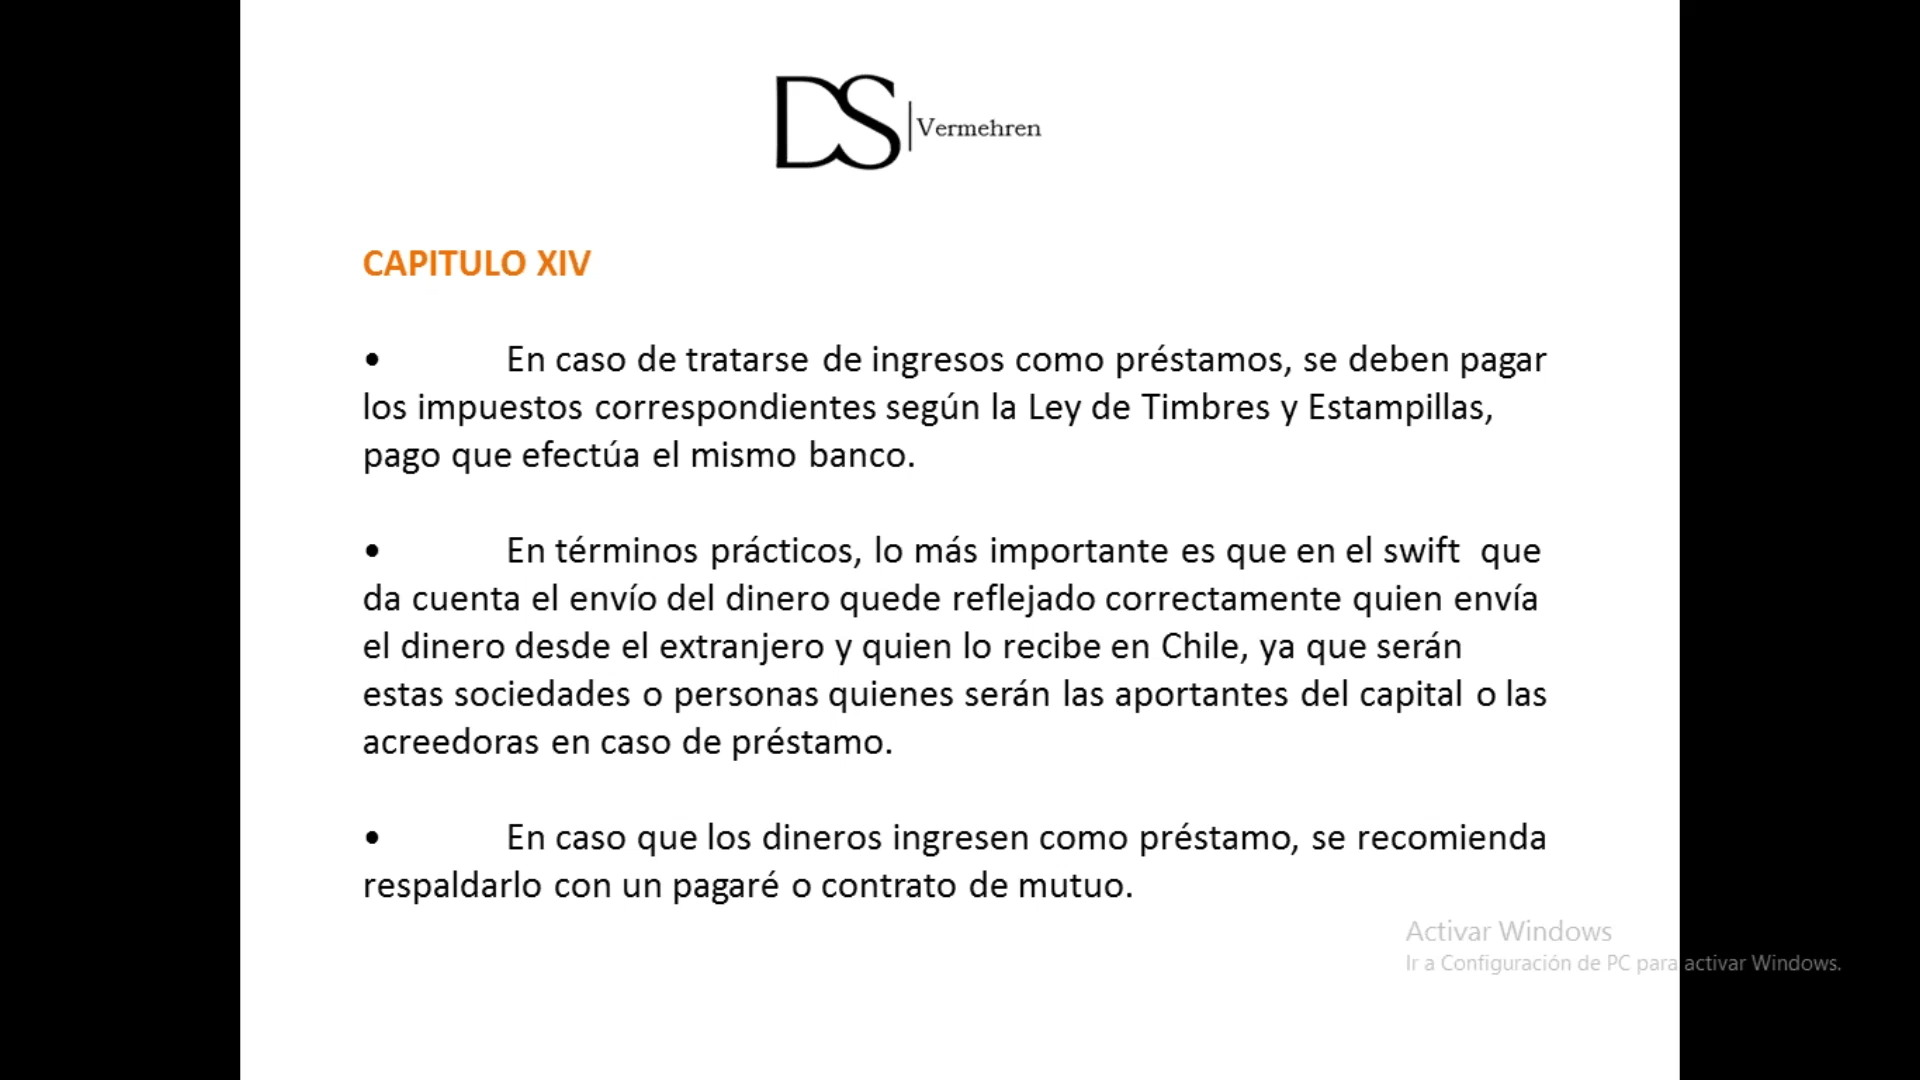 DS Vermehren
CAPITULO XIV
• En caso de tratarse de ingresos como préstamos, se deben pagar
los impuestos correspondientes según la Ley de Timbres y Estampillas,
pago que efectúa el mismo banco.
• En términos prácticos, lo más importante es que en el swift que
da cuenta el envío del dinero quede reflejado correctamente quien envía
el dinero desde el extranjero y quien lo recibe en Chile, ya que serán
estas sociedades o personas quienes serán las aportantes del capital o las
acreedoras en caso de préstamo.
• En caso que los dineros ingresen como préstamo, se recomienda
respaldarlo con un pagaré o contrato de mutuo.
Activar Windows
Ir a Configuración de PC para activar Windows.